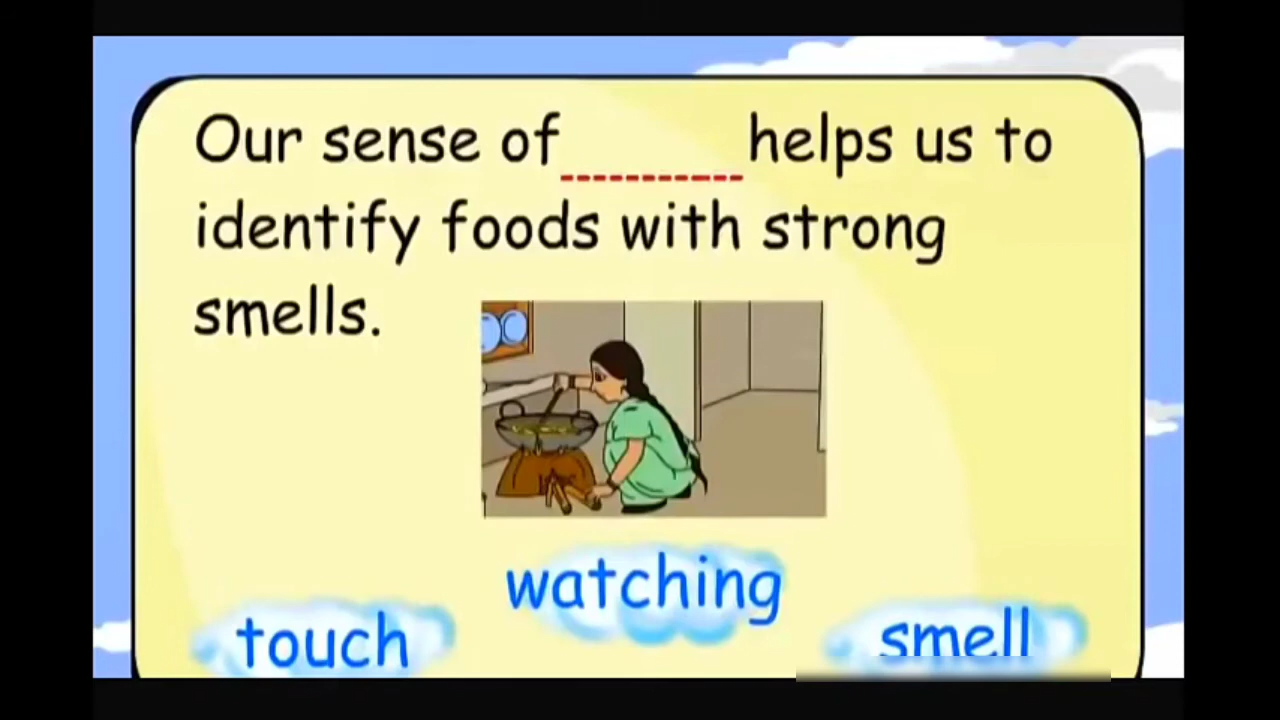 Our sense of ----------- helps us to
identify foods with strong
smells.
watching
touch
smell